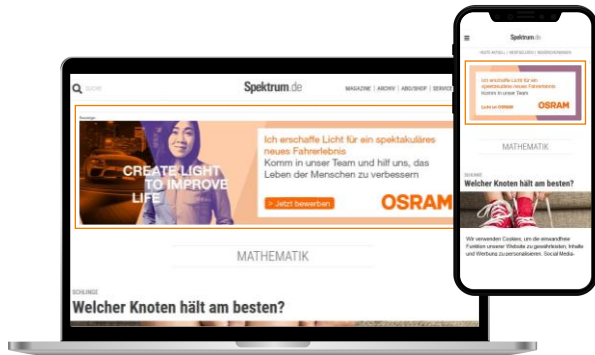 SUCHE
Spektrum.de
MAGAZINE | ARCHIV | ABO/SHOP | SERVICE
Anzeige
CREATE LIGHT
TO IMPROVE
LIFE
Ich erschaffe Licht für ein spektakuläres
neues Fahrerlebnis
Komm in unser Team und hilf uns, das
Leben der Menschen zu verbessern
> Jetzt bewerben
OSRAM
MATHEMATIK
SCHLINGE
Welcher Knoten hält am besten?
Spektrum.de
Ich erschaffe Licht für ein
spektakuläres neues Fahrerlebnis
Komm in unser Team
OSRAM
MATHEMATIK
SCHLINGE
Welcher Knoten hält am besten?
Wir verwenden Cookies, um die einwandfreie
Funktion unserer Website zu gewährleisten, Inhalte
und Werbung zu personalisieren, Social Media-